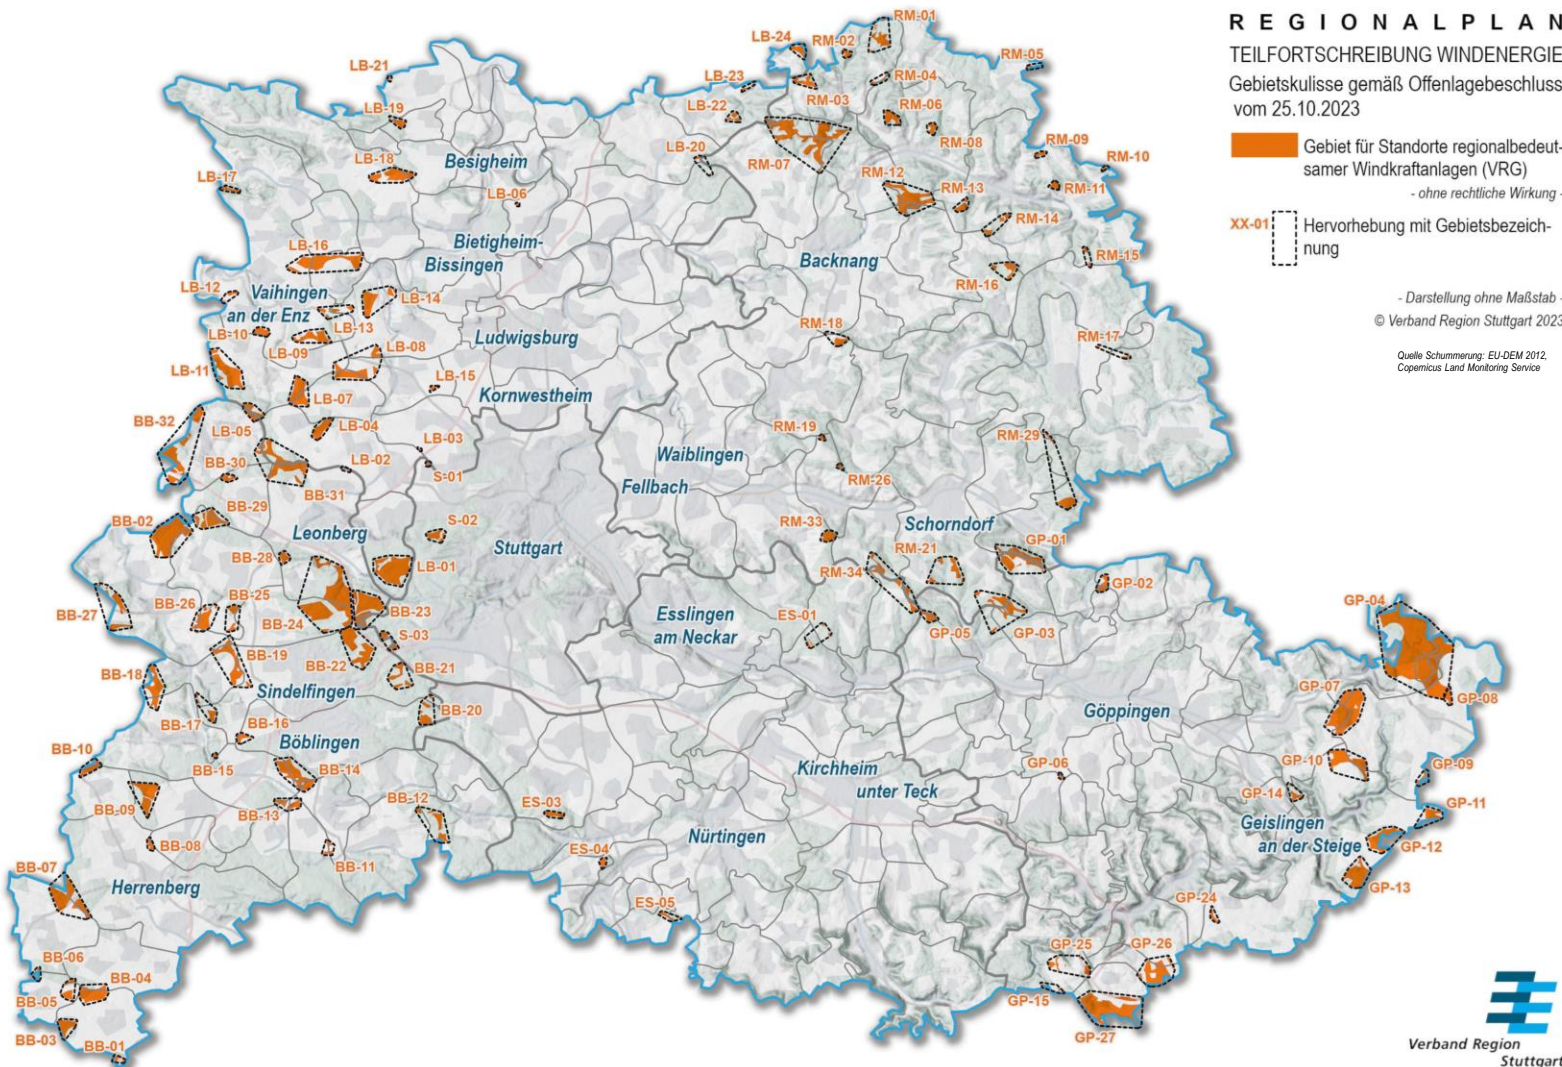 REGIONALPLAN
TEILFORTSCHREIBUNG WINDENERGIE
Gebietskulisse gemäß Offenlagebeschluss
vom 25.10.2023
Gebiet für Standorte regionalbedeut-
samer Windkraftanlagen (VRG)
- ohne rechtliche Wirkung -
XX-01
Hervorhebung mit Gebietsbezeich-
nung
- Darstellung ohne Maßstab -
© Verband Region Stuttgart 2023
Quelle Schummerung: EU-DEM 2012,
Copernicus Land Monitoring Service
RM-01
LB-24
RM-02
RM-05
LB-21
LB-23
RM-04
LB-19
LB-22
RM-03
RM-06
RM-08
RM-09
LB-18
Besigheim
LB-20
RM-07
RM-12
RM-10
LB-17
LB-06
RM-13
RM-11
RM-14
LB-16
Bietigheim-
Bissingen
Backnang
RM-15
LB-12
Vaihingen
an der Enz
LB-14
RM-16
LB-10
LB-13
LB-09
LB-08
Ludwigsburg
RM-18
RM-17
LB-11
LB-15
LB-07
Kornwestheim
BB-32
LB-05
LB-04
RM-19
RM-29
LB-03
BB-30
LB-02
S-01
Waiblingen
Fellbach
RM-26
BB-31
BB-29
BB-02
Leonberg
S-02
Stuttgart
RM-33
Schorndorf
GP-01
BB-28
LB-01
RM-21
RM-34
GP-02
BB-27
BB-26
BB-25
BB-24
BB-23
Esslingen
am Neckar
ES-01
GP-05
GP-03
GP-04
S-03
BB-19
BB-22
BB-21
BB-18
Sindelfingen
GP-07
GP-08
BB-17
BB-16
BB-20
Göppingen
Böblingen
BB-10
BB-15
BB-14
Kirchheim
unter Teck
GP-06
GP-10
GP-09
GP-14
BB-09
BB-13
BB-12
ES-03
GP-11
Geislingen
an der Steige
Nürtingen
BB-08
BB-11
ES-04
GP-12
BB-07
Herrenberg
GP-13
ES-05
GP-24
GP-25
GP-26
BB-06
BB-04
BB-05
GP-15
BB-03
BB-01
GP-27
Verband Region
Stuttgart